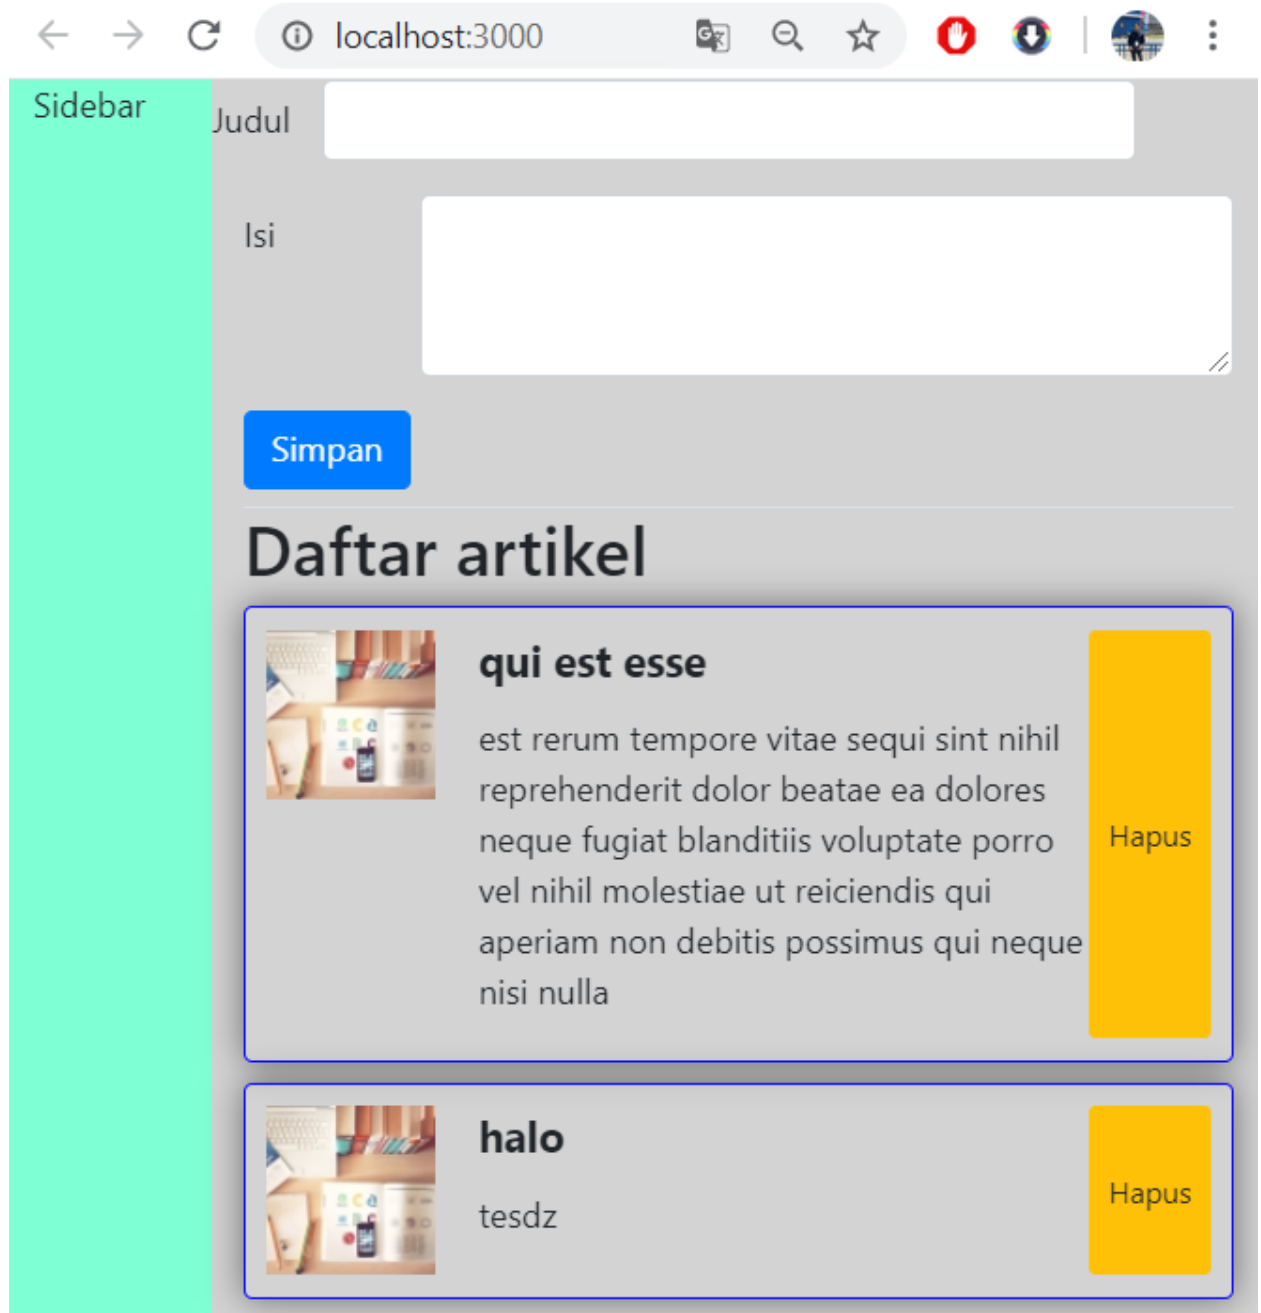 localhost:3000
Sidebar
Judul
Isi
Simpan
Daftar artikel
qui est esse
est rerum tempore vitae sequi sint nihil
reprehenderit dolor beatae ea dolores
neque fugiat blanditiis voluptate porro
vel nihil molestiae ut reiciendis qui
aperiam non debitis possimus qui neque
nisi nulla
Hapus
halo
tesdz
Hapus